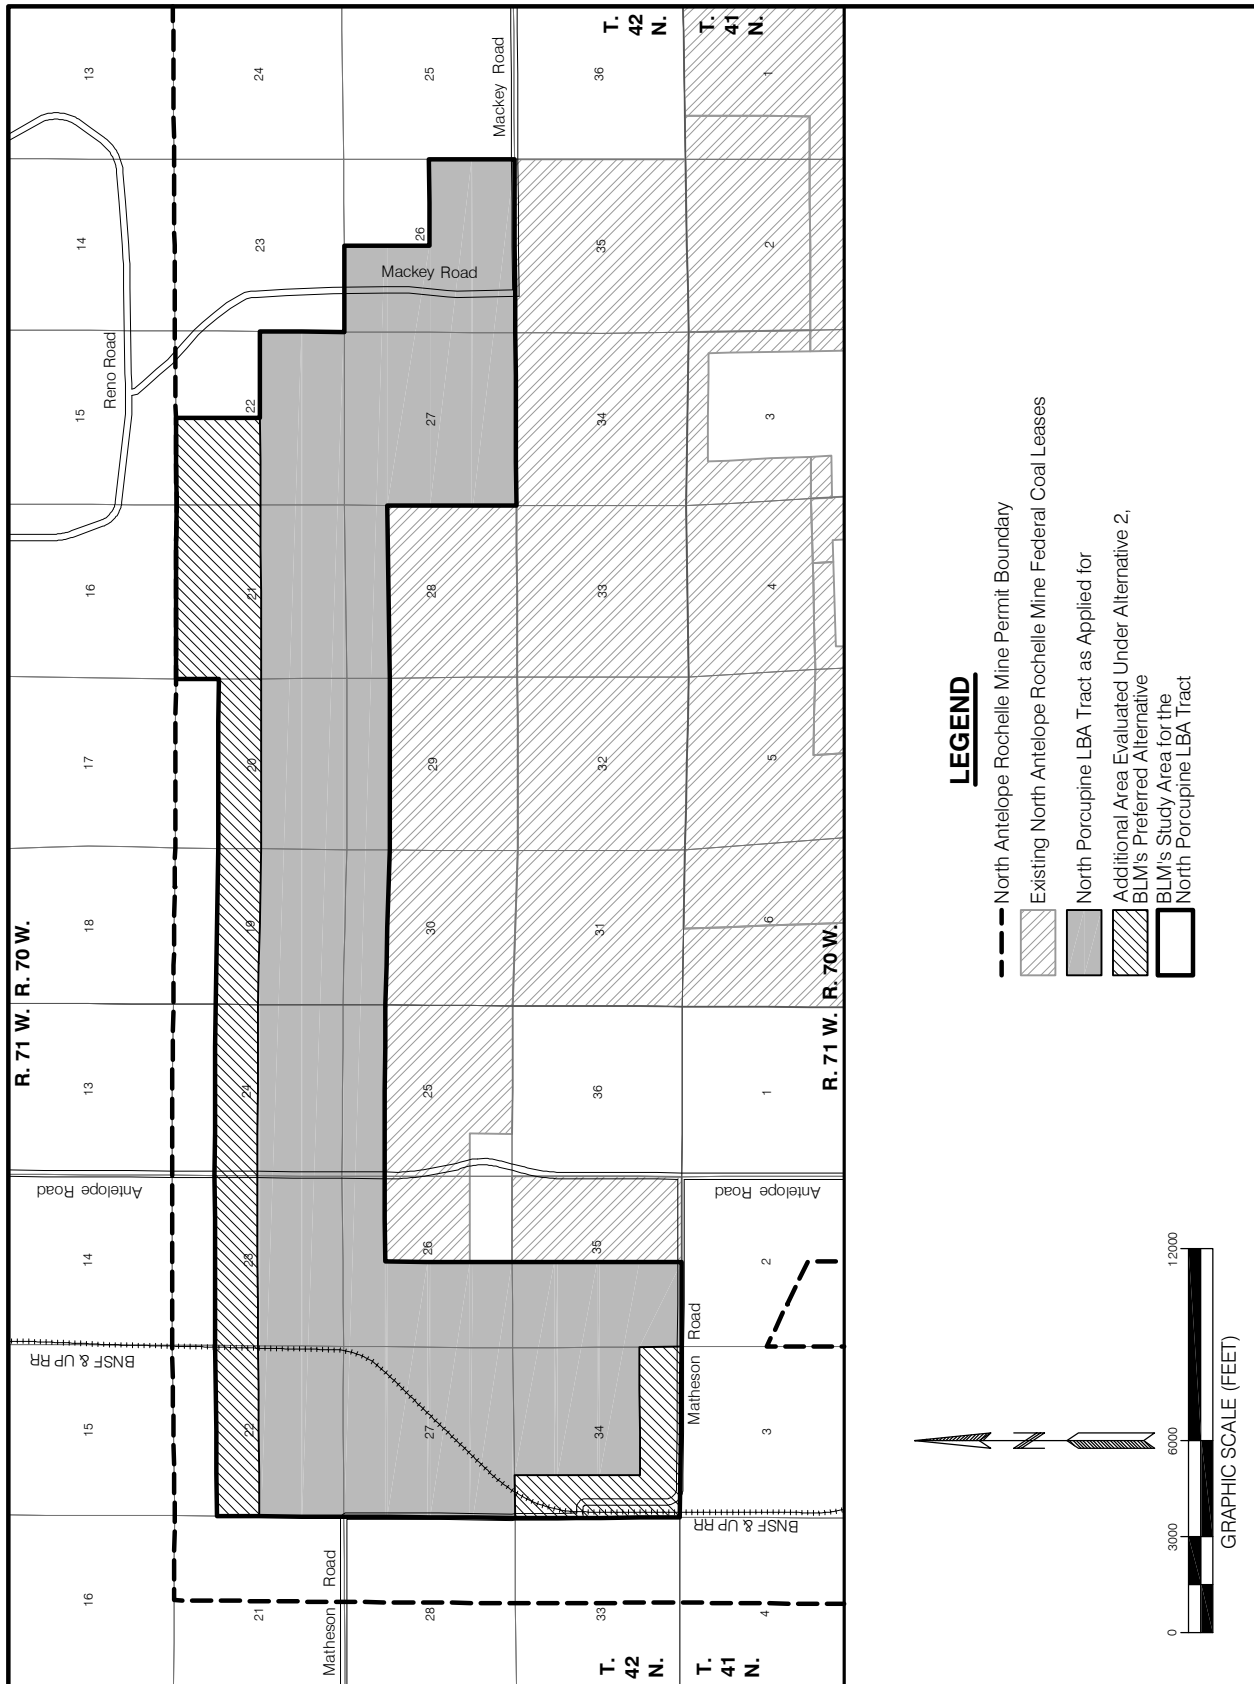 R. 71 W.
R. 70 W.
16
15
14
13
18
17
16
15
14
13
BNSF & UP RR
Antelope Road
Reno Road
21
22
23
24
19
20
21
22
23
24
Matheson Road
Mackey Road
28
27
26
25
30
29
28
27
26
25
Mackey Road
T.
42
N.
33
34
35
36
31
32
33
34
35
36
T.
42
N.
Matheson Road
BNSF & UP RR
Antelope Road
T.
41
N.
4
3
2
1
6
5
4
3
2
1
T.
41
N.
R. 71 W.
R. 70 W.
LEGEND
North Antelope Rochelle Mine Permit Boundary
Existing North Antelope Rochelle Mine Federal Coal Leases
North Porcupine LBA Tract as Applied for
Additional Area Evaluated Under Alternative 2,
BLM's Preferred Alternative
BLM's Study Area for the
North Porcupine LBA Tract
N
0
3000
6000
12000
GRAPHIC SCALE (FEET)